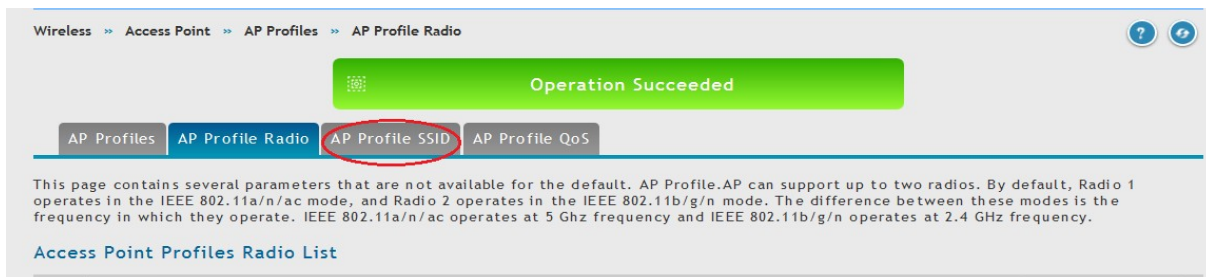 Wireless » Access Point » AP Profiles » AP Profile Radio
?
Operation Succeeded
AP Profiles AP Profile Radio AP Profile SSID AP Profile QoS
This page contains several parameters that are not available for the default. AP Profile.AP can support up to two radios. By default, Radio 1
operates in the IEEE 802.11a/n/ac mode, and Radio 2 operates in the IEEE 802.11b/g/n mode. The difference between these modes is the
frequency in which they operate. IEEE 802.11a/n/ac operates at 5 Ghz frequency and IEEE 802.11b/g/n operates at 2.4 GHz frequency.
Access Point Profiles Radio List